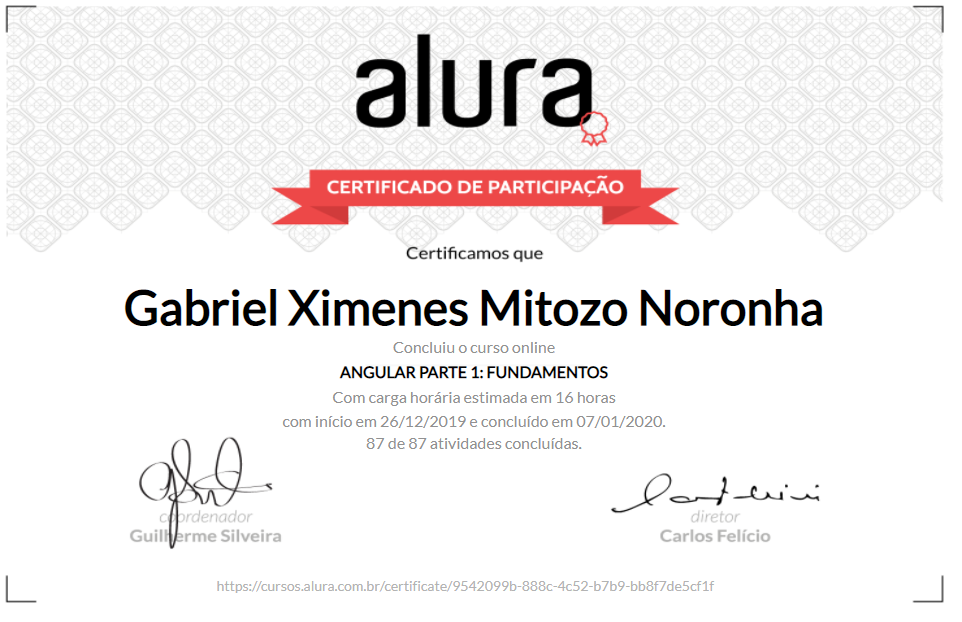 alura
CERTIFICADO DE PARTICIPAÇÃO
Certificamos que
Gabriel Ximenes Mitozo Noronha
Concluiu o curso online
ANGULAR PARTE 1: FUNDAMENTOS
Com carga horária estimada em 16 horas
com início em 26/12/2019 e concluído em 07/01/2020.
87 de 87 atividades concluídas.
coordenador
Guilherme Silveira
diretor
Carlos Felício
https://cursos.alura.com.br/certificate/9542099b-888c-4c52-b7b9-bb8f7de5cf1f